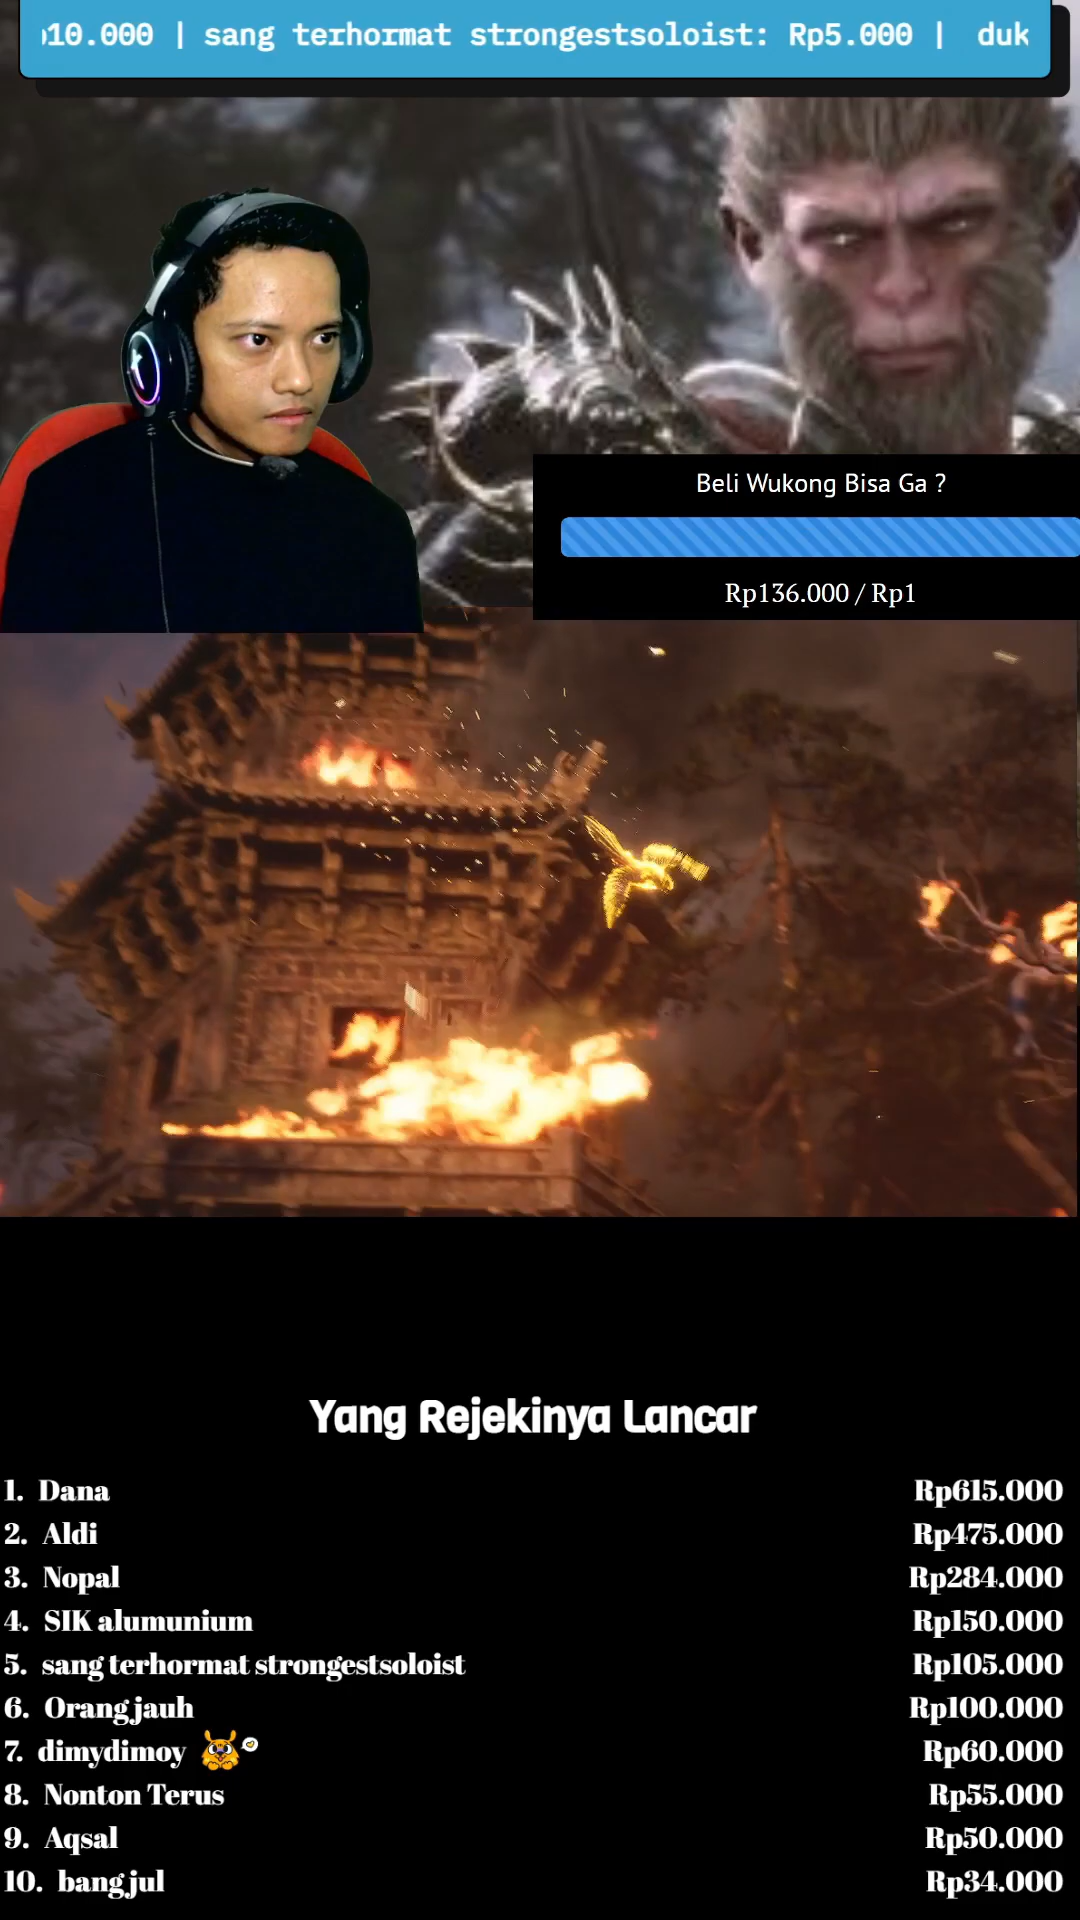 10.000 | sang terhormat strongestsoloist: Rp5.000 | duk
Beli Wukong Bisa Ga ?
Rp136.000 / Rp1
Yang Rejekinya Lancar
1. Dana Rp615.000
2. Aldi Rp475.000
3. Nopal Rp284.000
4. SIK alumunium Rp150.000
5. sang terhormat strongestsoloist Rp105.000
6. Orang jauh Rp100.000
7. dimydimoy Rp60.000
8. Nonton Terus Rp55.000
9. Aqsal Rp50.000
10. bang jul Rp34.000